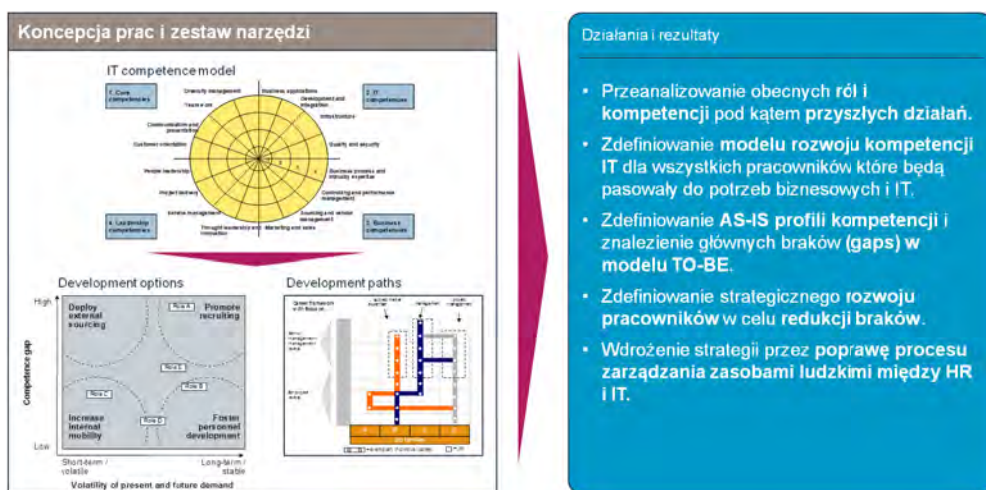 Koncepcja prac i zestaw narzędzi
IT competence model
1. Core
competencies
2. IT
competencies
Diversity management
Business applications
Teamwork
Development and
integration
Infrastructure
Communication and
presentation
Customer orientation
Quality and security
People leadership
Business process and
industry expertise
Project delivery
Controlling and performance
management
Service management
Sourcing and vendor
management
Thought leadership and
innovation
Marketing and sales
4. Leadership
competencies
3. Business
competencies
Development options
High
Competence gap
Low
Deploy
external
sourcing
Role A
Promote
recruiting
Role B
Role C
Role D
Increase
internal
mobility
Foster
personnel
development
Short-term /
volatile
Long-term /
stable
Volatility of present and future demand
Development paths
Działania i rezultaty
• Przeanalizowanie obecnych ról i
kompetencji pod kątem przyszłych działań.
• Zdefiniowanie modelu rozwoju kompetencji
IT dla wszystkich pracowników które będą
pasowały do potrzeb biznesowych i IT.
• Zdefiniowanie AS-IS profili kompetencji i
znalezienie głównych braków (gaps) w
modelu TO-BE.
• Zdefiniowanie strategicznego rozwoju
pracowników w celu redukcji braków.
• Wdrożenie strategii przez poprawę procesu
zarządzania zasobami ludzkimi między HR
i IT.